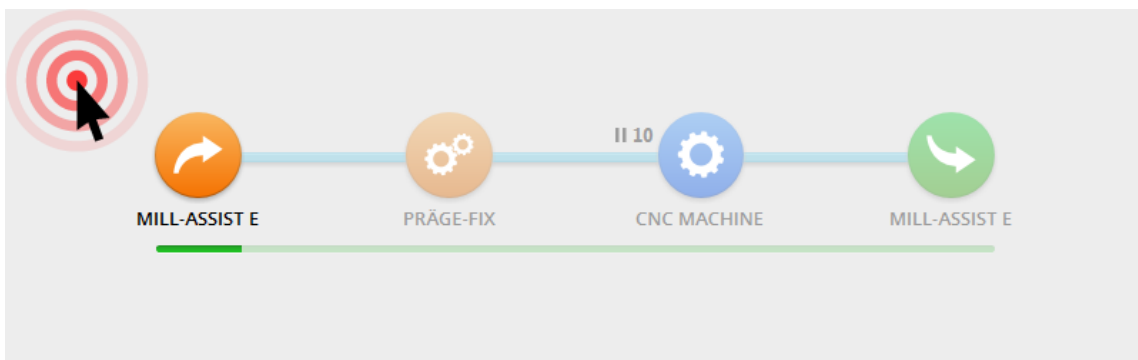 II 10
MILL-ASSIST E
PRÄGE-FIX
CNC MACHINE
MILL-ASSIST E